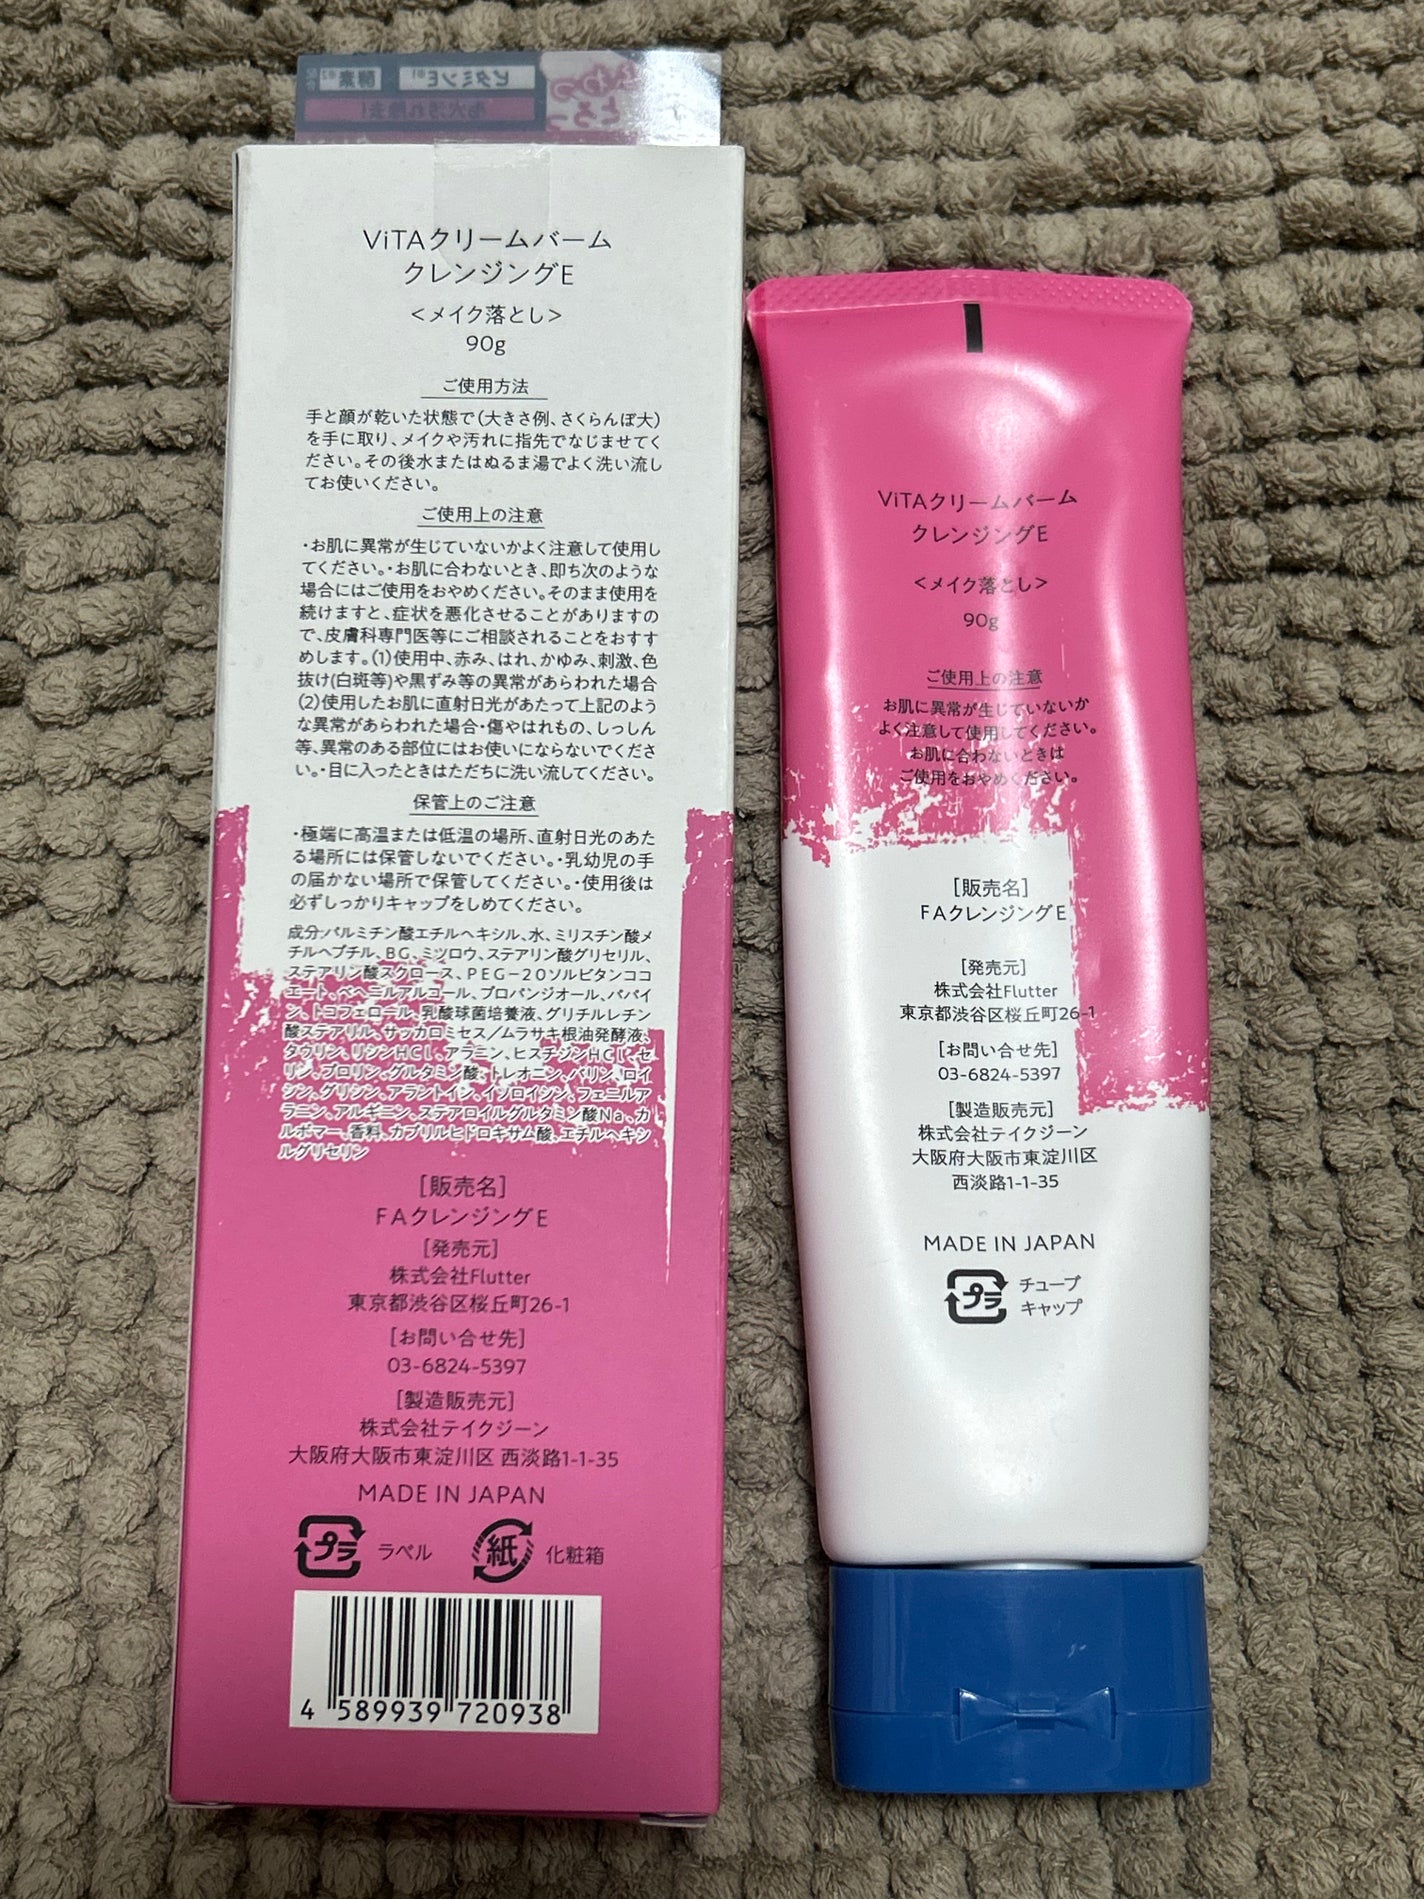 ビタミンE※1
酵素※2
毛穴汚れ除去!
ふわっ
とろっ
ViTAクリームバーム
クレンジングE
<メイク落とし>
90g
ご使用方法
手と顔が乾いた状態で(大きさ例、さくらんぼ大)
を手に取り、メイクや汚れに指先でなじませてく
ださい。その後水またはぬるま湯でよく洗い流し
てお使いください。
ご使用上の注意
・お肌に異常が生じていないかよく注意して使用し
てください。・お肌に合わないとき、即ち次のような
場合にはご使用をおやめください。そのまま使用を
続けますと、症状を悪化させることがありますの
で、皮膚科専門医等にご相談されることをおすす
めします。(1)使用中、赤み、はれ、かゆみ、刺激、色
抜け(白斑等)や黒ずみ等の異常があらわれた場合
(2)使用したお肌に直射日光があたって上記のよう
な異常があらわれた場合・傷やはれもの、しっしん
等、異常のある部位にはお使いにならないでくださ
い。・目に入ったときはただちに洗い流してください。
保管上のご注意
・極端に高温または低温の場所、直射日光のあた
る場所には保管しないでください。・乳幼児の手
の届かない場所で保管してください。・使用後は
必ずしっかりキャップをしめてください。
成分:パルミチン酸エチルヘキシル、水、ミリスチン酸メ
チルヘプチル、BG、ミツロウ、ステアリン酸グリセリル、
ステアリン酸スクロース、PEG-20ソルビタンココ
エート、ベヘニルアルコール、プロパンジオール、パパイ
ン、トコフェロール、乳酸球菌培養液、グリチルレチン
酸ステアリル、サッカロミセス/ムラサキ根油発酵液、
タウリン、リシンHCl、アラニン、ヒスチジンHCl、セ
リン、プロリン、グルタミン酸、トレオニン、バリン、ロイ
シン、グリシン、アラントイン、イソロイシン、フェニルア
ラニン、アルギニン、ステアロイルグルタミン酸Na、カ
ルボマー、香料、カプリルヒドロキサム酸、エチルヘキシ
ルグリセリン
[販売名]
FAクレンジングE
[発売元]
株式会社Flutter
東京都渋谷区桜丘町26-1
[お問い合せ先]
03-6824-5397
[製造販売元]
株式会社テイクジーン
大阪府大阪市東淀川区 西淡路1-1-35
MADE IN JAPAN
プラ ラベル 紙 化粧箱
4 589939 720938
ViTAクリームバーム
クレンジングE
<メイク落とし>
90g
ご使用上の注意
お肌に異常が生じていないか
よく注意して使用してください。
お肌に合わないときは
ご使用をおやめください。
[販売名]
FAクレンジングE
[発売元]
株式会社Flutter
東京都渋谷区桜丘町26-1
[お問い合せ先]
03-6824-5397
[製造販売元]
株式会社テイクジーン
大阪府大阪市東淀川区
西淡路1-1-35
MADE IN JAPAN
プラ チューブ
キャップ